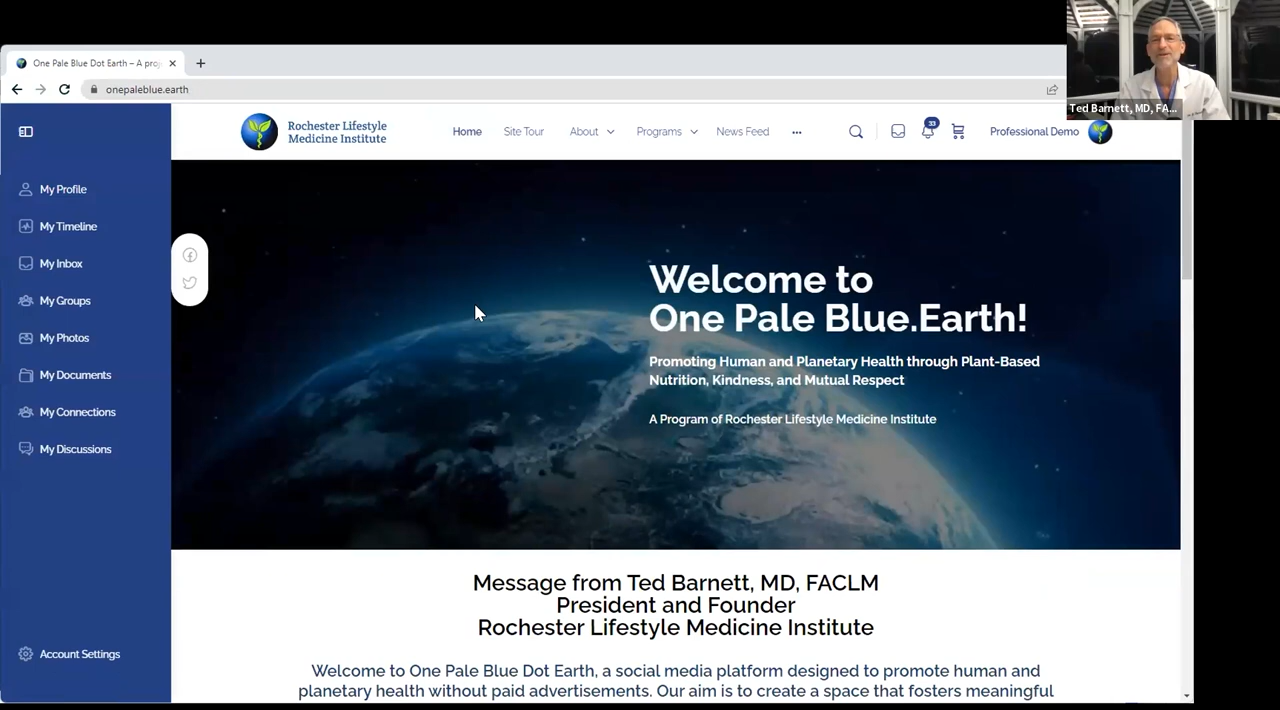 One Pale Blue Dot Earth – A proj
onepaleblue.earth
Ted Barnett, MD, FA...
Rochester Lifestyle
Medicine Institute
Home
Site Tour
About
Programs
News Feed
33
Professional Demo
My Profile
My Timeline
My Inbox
My Groups
My Photos
My Documents
My Connections
My Discussions
Account Settings
Welcome to
One Pale Blue.Earth!
Promoting Human and Planetary Health through Plant-Based
Nutrition, Kindness, and Mutual Respect
A Program of Rochester Lifestyle Medicine Institute
Message from Ted Barnett, MD, FACLM
President and Founder
Rochester Lifestyle Medicine Institute
Welcome to One Pale Blue Dot Earth, a social media platform designed to promote human and
planetary health without paid advertisements. Our aim is to create a space that fosters meaningful